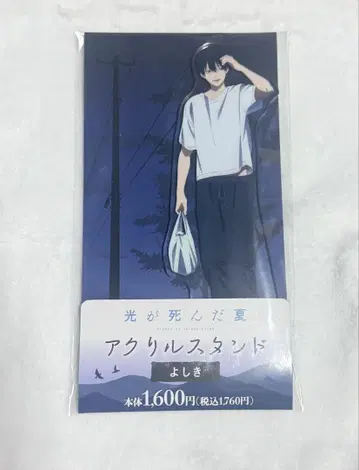 光が死んだ夏
アクリルスタンド
よしき
本体1,600円(税込1,760円)